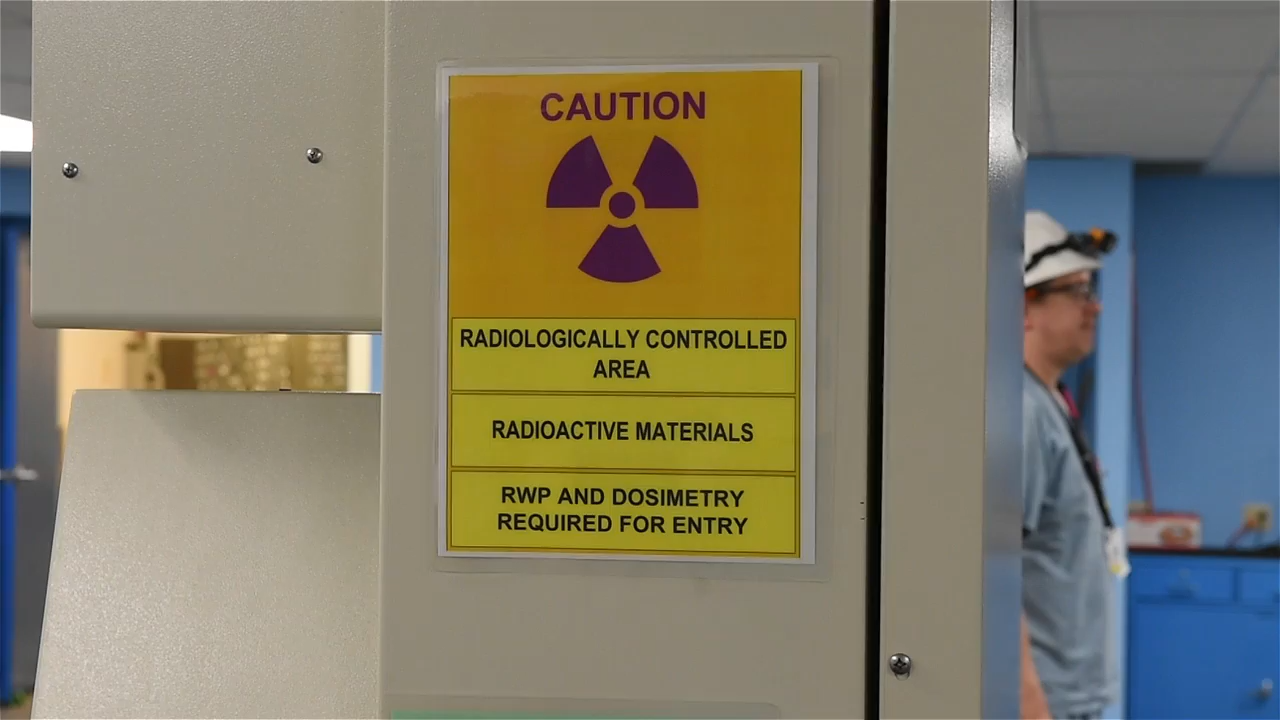 CAUTION
RADIOLOGICALLY CONTROLLED
AREA
RADIOACTIVE MATERIALS
RWP AND DOSIMETRY
REQUIRED FOR ENTRY